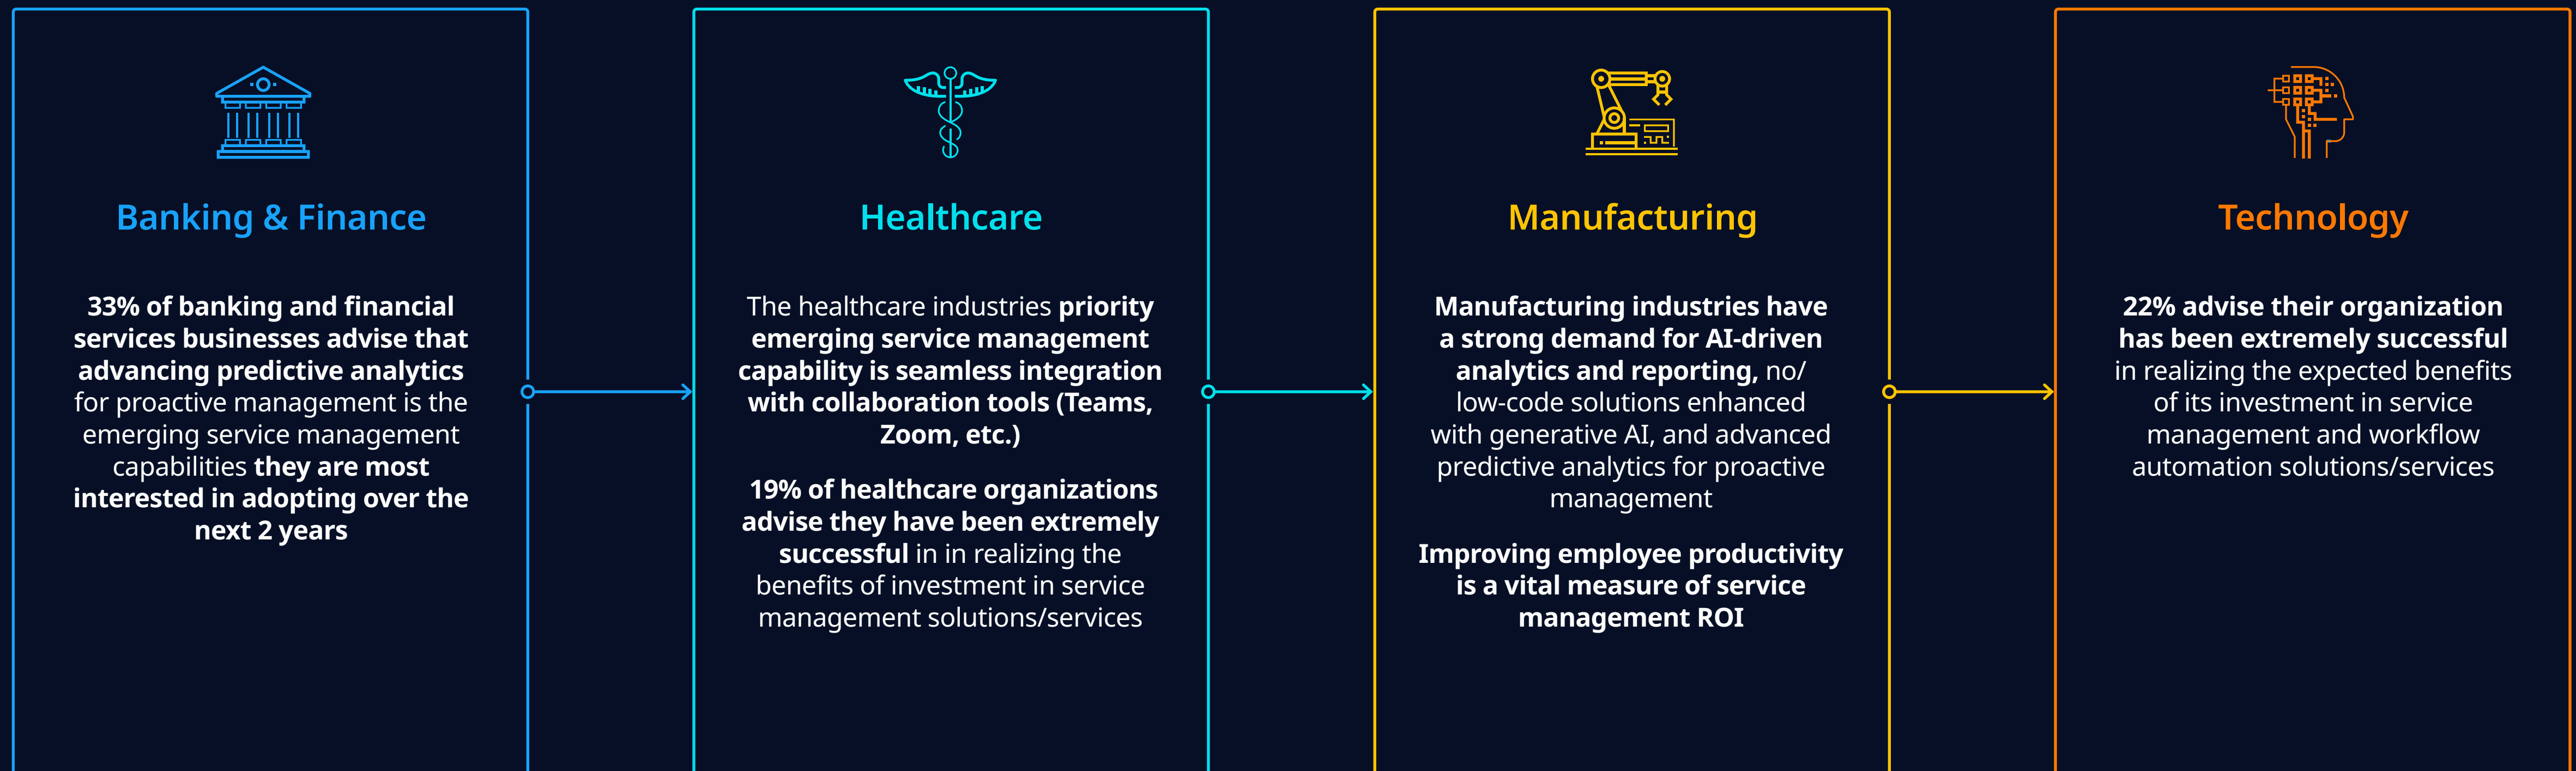 Banking & Finance
33% of banking and financial
services businesses advise that
advancing predictive analytics
for proactive management is the
emerging service management
capabilities they are most
interested in adopting over the
next 2 years
Healthcare
The healthcare industries priority
emerging service management
capability is seamless integration
with collaboration tools (Teams,
Zoom, etc.)
19% of healthcare organizations
advise they have been extremely
successful in in realizing the
benefits of investment in service
management solutions/services
Manufacturing
Manufacturing industries have
a strong demand for AI-driven
analytics and reporting, no/
low-code solutions enhanced
with generative AI, and advanced
predictive analytics for proactive
management
Improving employee productivity
is a vital measure of service
management ROI
Technology
22% advise their organization
has been extremely successful
in realizing the expected benefits
of its investment in service
management and workflow
automation solutions/services